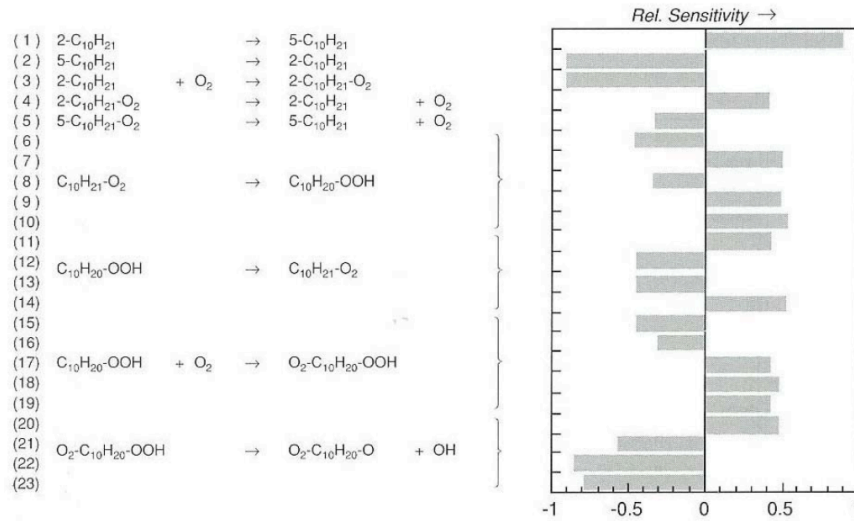 Rel. Sensitivity →
( 1 ) 2-C₁₀H₂₁ → 5-C₁₀H₂₁
( 2 ) 5-C₁₀H₂₁ → 2-C₁₀H₂₁
( 3 ) 2-C₁₀H₂₁ + O₂ → 2-C₁₀H₂₁-O₂
( 4 ) 2-C₁₀H₂₁-O₂ → 2-C₁₀H₂₁ + O₂
( 5 ) 5-C₁₀H₂₁-O₂ → 5-C₁₀H₂₁ + O₂
( 6 )
( 7 )
( 8 ) C₁₀H₂₁-O₂ → C₁₀H₂₀-OOH
( 9 )
(10)
(11)
(12) C₁₀H₂₀-OOH → C₁₀H₂₁-O₂
(13)
(14)
(15)
(16)
(17) C₁₀H₂₀-OOH + O₂ → O₂-C₁₀H₂₀-OOH
(18)
(19)
(20)
(21) O₂-C₁₀H₂₀-OOH → O₂-C₁₀H₂₀-O + OH
(22)
(23)
-1 -0.5 0 0.5